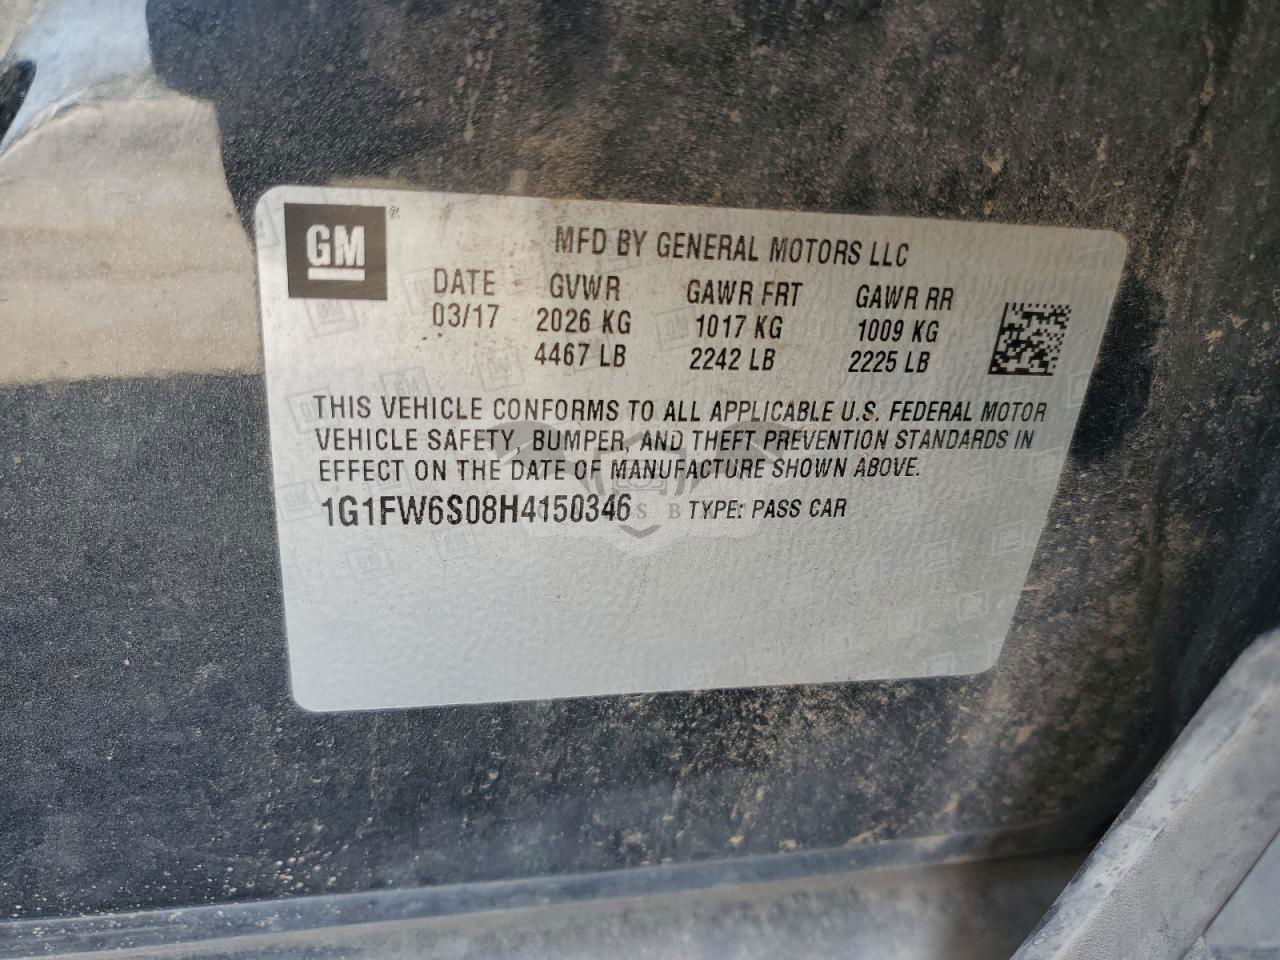 GM®
MFD BY GENERAL MOTORS LLC
DATE GVWR GAWR FRT GAWR RR
03/17 2026 KG 1017 KG 1009 KG
4467 LB 2242 LB 2225 LB
THIS VEHICLE CONFORMS TO ALL APPLICABLE U.S. FEDERAL MOTOR
VEHICLE SAFETY, BUMPER, AND THEFT PREVENTION STANDARDS IN
EFFECT ON THE DATE OF MANUFACTURE SHOWN ABOVE.
1G1FW6S08H4150346 TYPE: PASS CAR